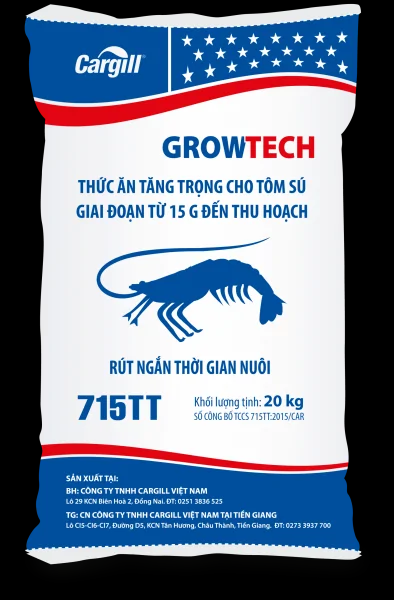 Cargill
GROWTECH
THỨC ĂN TĂNG TRỌNG CHO TÔM SÚ
GIAI ĐOẠN TỪ 15 G ĐẾN THU HOẠCH
RÚT NGẮN THỜI GIAN NUÔI
715TT
Khối lượng tịnh: 20 kg
SỐ CÔNG BỐ TCCS 715TT:2015/CAR
SẢN XUẤT TẠI:
BH: CÔNG TY TNHH CARGILL VIỆT NAM
Lô 29 KCN Biên Hoà 2, Đồng Nai. ĐT: 0251 3836 525
TG: CN CÔNG TY TNHH CARGILL VIỆT NAM TẠI TIỀN GIANG
Lô CI5-CI6-CI7, Đường D5, KCN Tân Hương, Châu Thành, Tiền Giang. ĐT: 0273 3937 700